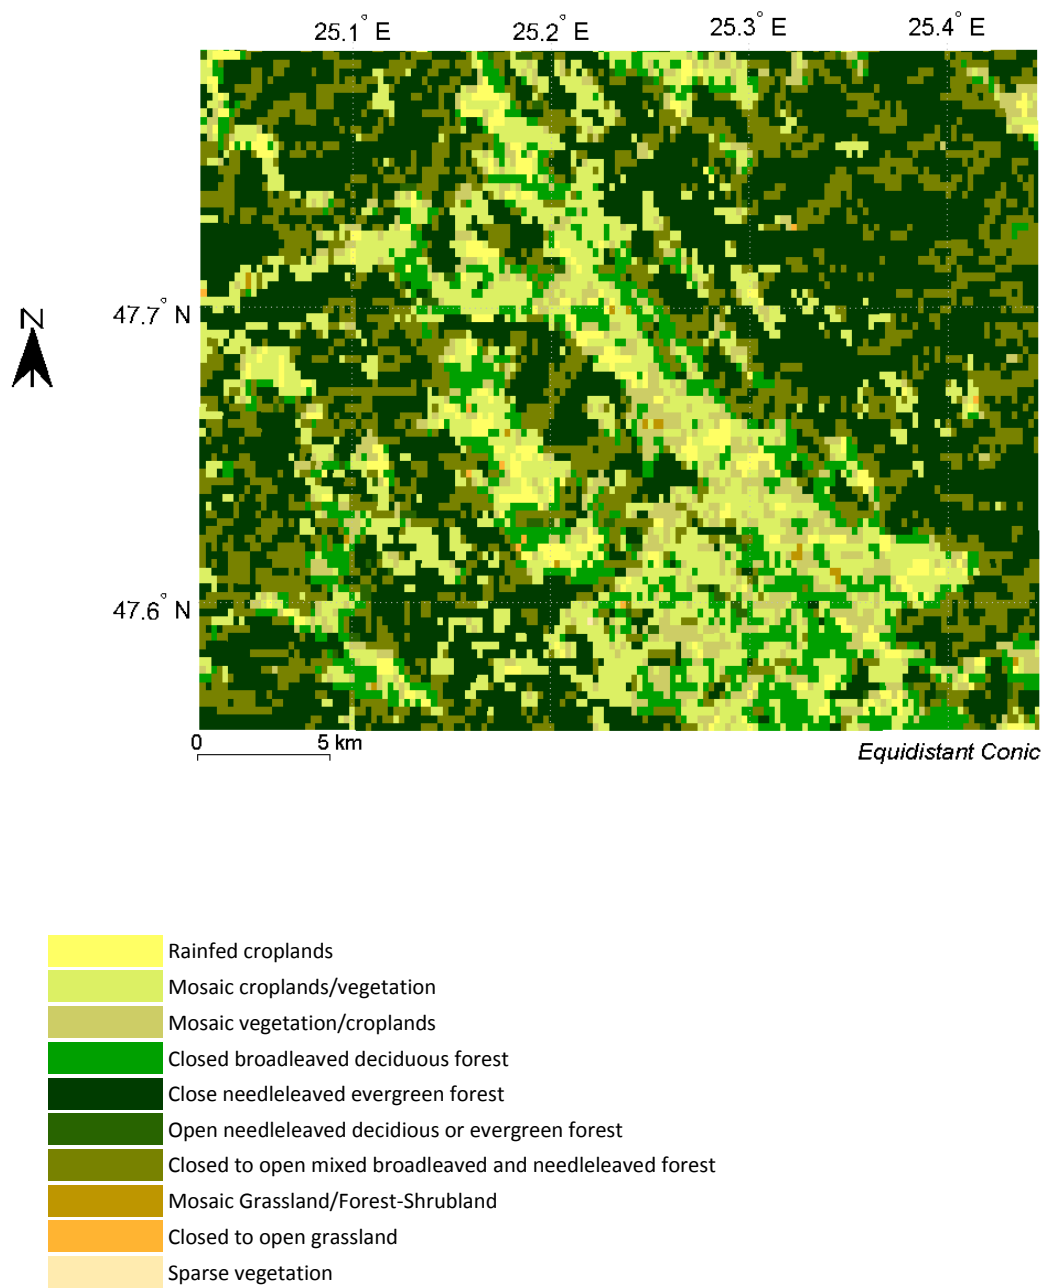 25.1° E 25.2° E 25.3° E 25.4° E
N
47.7° N
47.6° N
0 5 km
Equidistant Conic
Rainfed croplands
Mosaic croplands/vegetation
Mosaic vegetation/croplands
Closed broadleaved deciduous forest
Close needleleaved evergreen forest
Open needleleaved decidious or evergreen forest
Closed to open mixed broadleaved and needleleaved forest
Mosaic Grassland/Forest-Shrubland
Closed to open grassland
Sparse vegetation